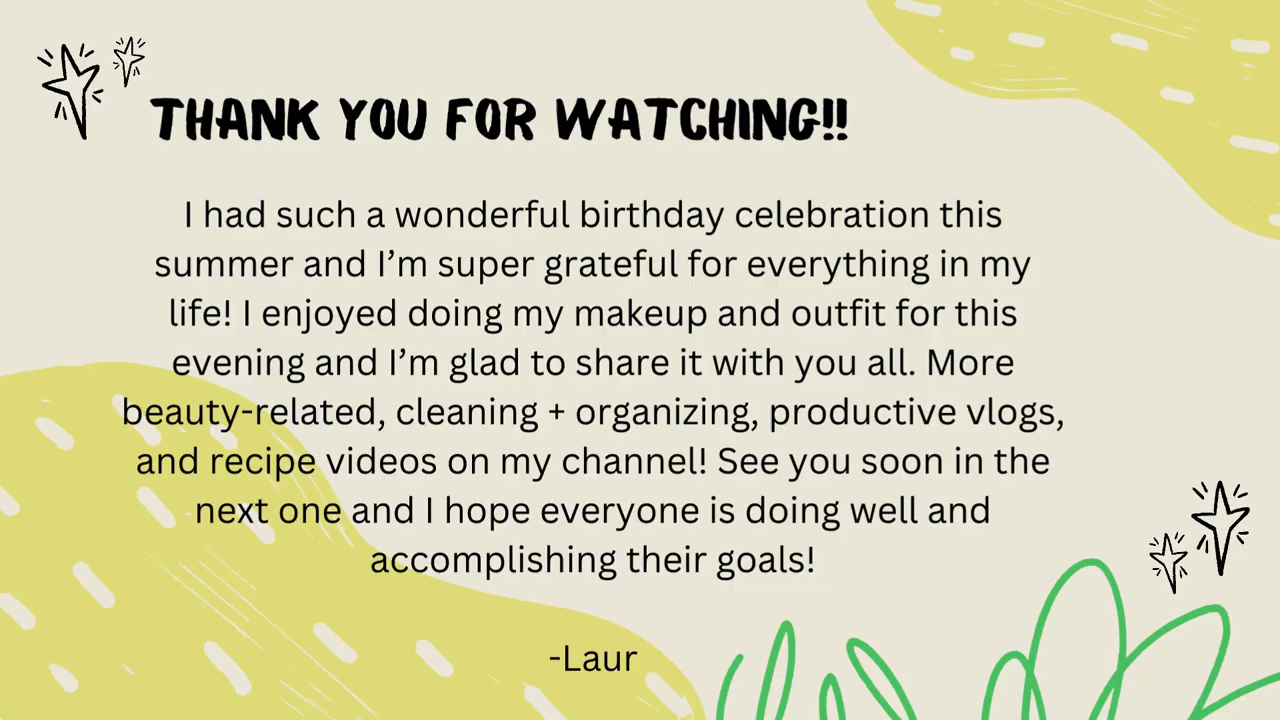 THANK YOU FOR WATCHING!!
I had such a wonderful birthday celebration this
summer and I’m super grateful for everything in my
life! I enjoyed doing my makeup and outfit for this
evening and I’m glad to share it with you all. More
beauty-related, cleaning + organizing, productive vlogs,
and recipe videos on my channel! See you soon in the
next one and I hope everyone is doing well and
accomplishing their goals!
-Laur